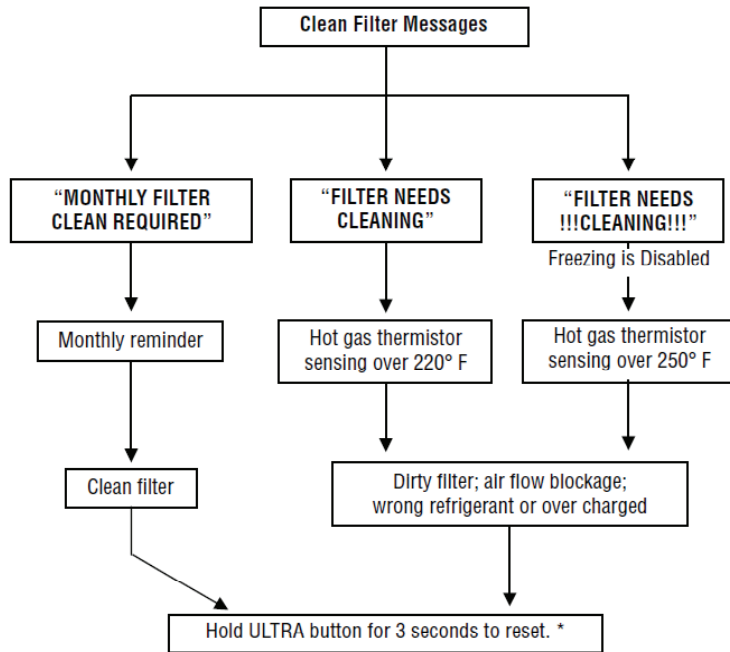 Clean Filter Messages
"MONTHLY FILTER
CLEAN REQUIRED"
"FILTER NEEDS
CLEANING"
"FILTER NEEDS
!!!CLEANING!!!"
Freezing is Disabled
Monthly reminder
Hot gas thermistor
sensing over 220° F
Hot gas thermistor
sensing over 250° F
Clean filter
Dirty filter; air flow blockage;
wrong refrigerant or over charged
Hold ULTRA button for 3 seconds to reset. *